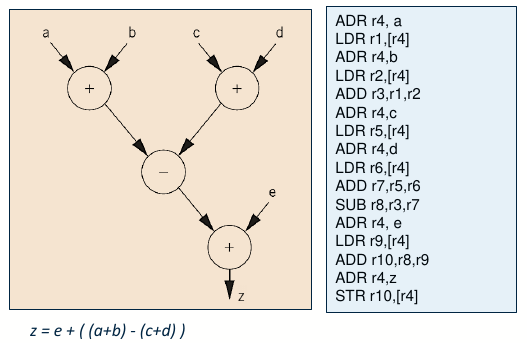 a
b
c
d
+
+
−
e
+
z
ADR r4, a
LDR r1,[r4]
ADR r4,b
LDR r2,[r4]
ADD r3,r1,r2
ADR r4,c
LDR r5,[r4]
ADR r4,d
LDR r6,[r4]
ADD r7,r5,r6
SUB r8,r3,r7
ADR r4, e
LDR r9,[r4]
ADD r10,r8,r9
ADR r4,z
STR r10,[r4]
z = e + ( (a+b) - (c+d) )